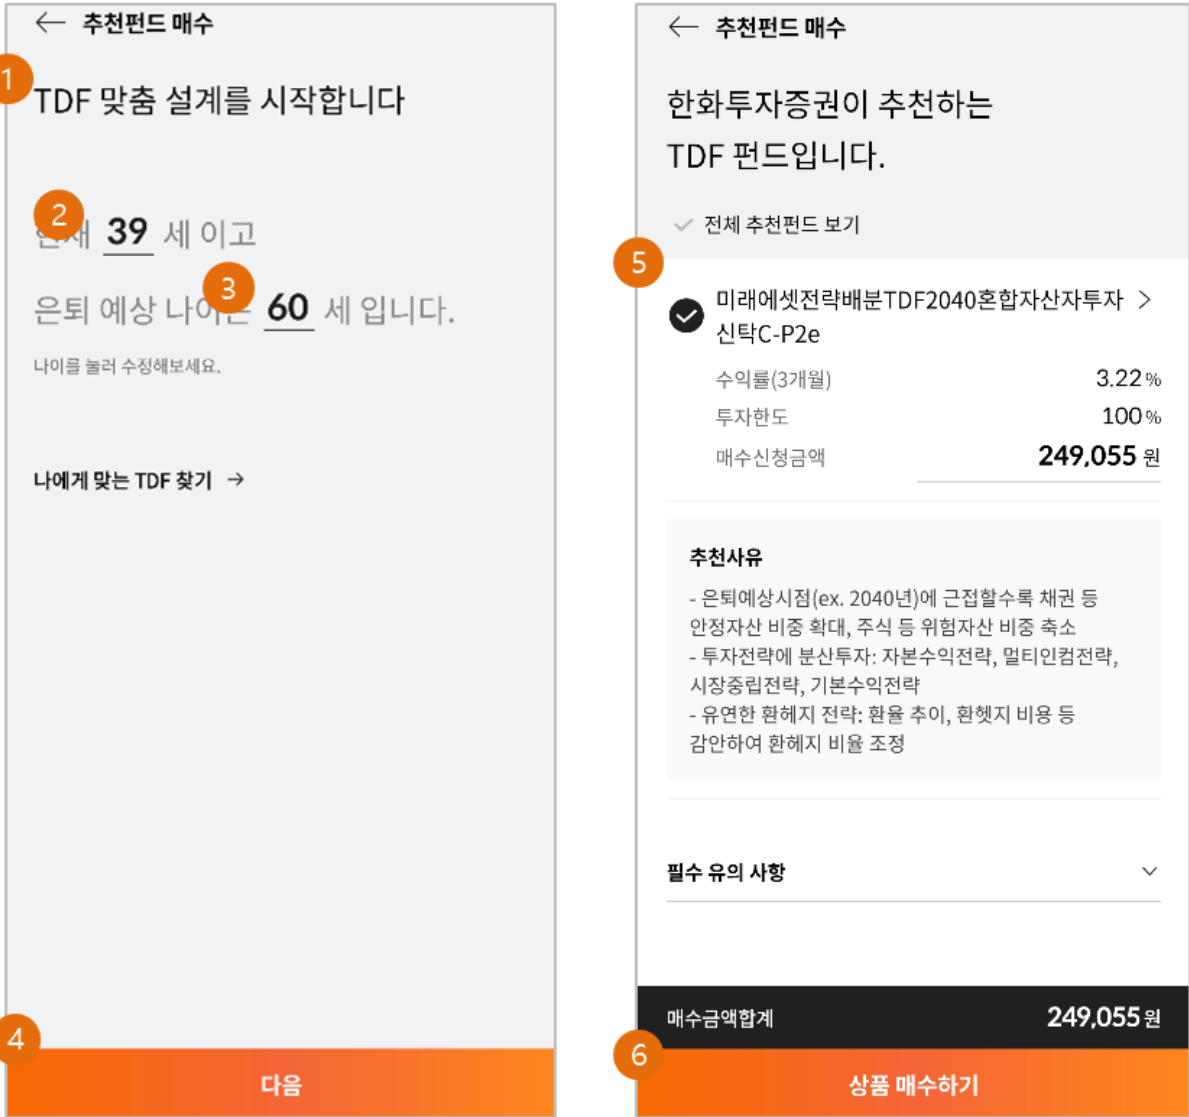 ← 추천펀드 매수
1
TDF 맞춤 설계를 시작합니다
2
39 세 이고
3
은퇴 예상 60 세 입니다.
나이를 눌러 수정해보세요.
나에게 맞는 TDF 찾기 →
4
다음
← 추천펀드 매수
한화투자증권이 추천하는
TDF 펀드입니다.
전체 추천펀드 보기
5
미래에셋전략배분TDF2040혼합자산자투자 >
신탁C-P2e
수익률(3개월) 3.22 %
투자한도 100 %
매수신청금액 249,055 원
추천사유
- 은퇴예상시점(ex. 2040년)에 근접할수록 채권 등
안정자산 비중 확대, 주식 등 위험자산 비중 축소
- 투자전략에 분산투자: 자본수익전략, 멀티인컴전략,
시장중립전략, 기본수익전략
- 유연한 환헤지 전략: 환율 추이, 환헷지 비용 등
감안하여 환헤지 비율 조정
필수 유의 사항
매수금액합계 249,055 원
6
상품 매수하기